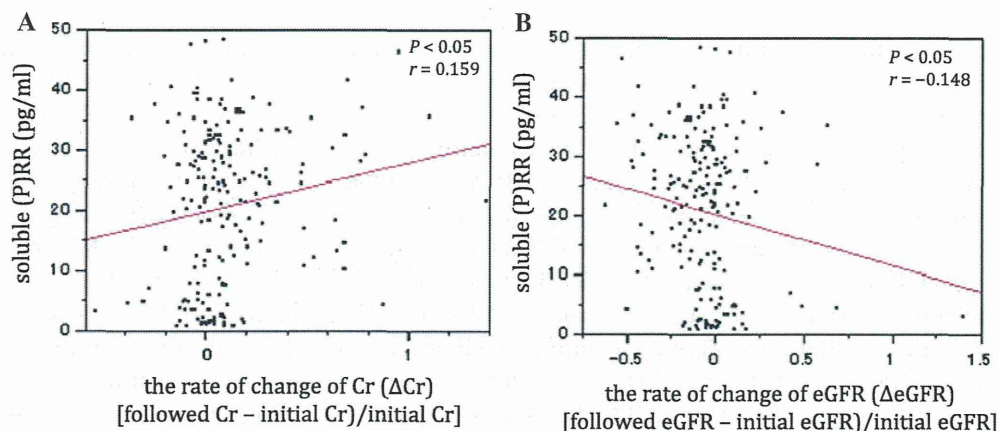 A
50
40
30
20
10
0
soluble (P)RR (pg/ml)
P < 0.05
r = 0.159
0
1
the rate of change of Cr (ΔCr)
[followed Cr – initial Cr)/initial Cr]
B
50
40
30
20
10
0
soluble (P)RR (pg/ml)
P < 0.05
r = −0.148
−0.5
0
0.5
1
1.5
the rate of change of eGFR (ΔeGFR)
[followed eGFR – initial eGFR)/initial eGFR]